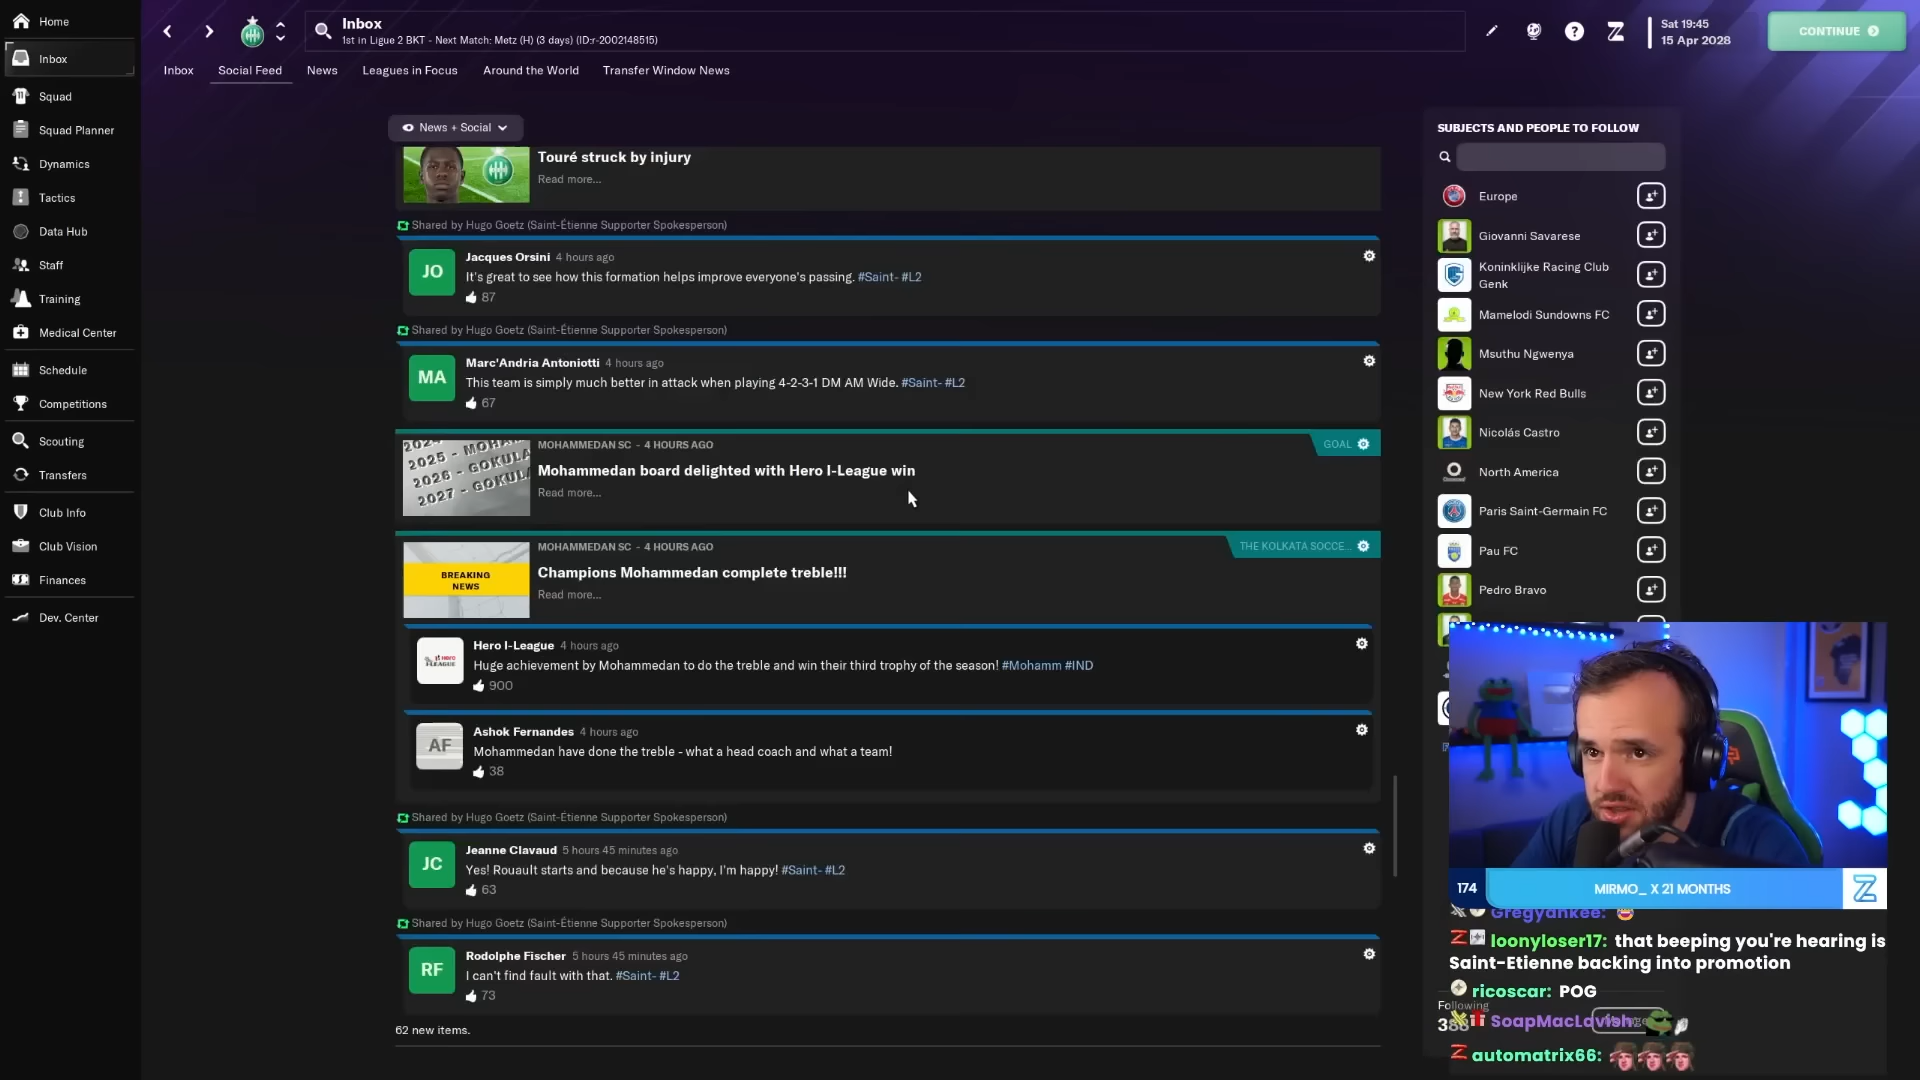 Home
Inbox
Squad
Squad Planner
Dynamics
Tactics
Data Hub
Staff
Training
Medical Center
Schedule
Competitions
Scouting
Transfers
Club Info
Club Vision
Finances
Dev. Center
Inbox
1st in Ligue 2 BKT - Next Match: Metz (H) (3 days) (ID:r-2002148515)
Sat 19:45
15 Apr 2028
CONTINUE
Inbox
Social Feed
News
Leagues in Focus
Around the World
Transfer Window News
News + Social
Touré struck by injury
Read more...
Shared by Hugo Goetz (Saint-Étienne Supporter Spokesperson)
JO
Jacques Orsini 4 hours ago
It's great to see how this formation helps improve everyone's passing. #Saint- #L2
87
Shared by Hugo Goetz (Saint-Étienne Supporter Spokesperson)
MA
Marc'Andria Antoniotti 4 hours ago
This team is simply much better in attack when playing 4-2-3-1 DM AM Wide. #Saint- #L2
67
2025 - MOHA
2026 - GOKULA
2027 - GOKUL
MOHAMMEDAN SC - 4 HOURS AGO
GOAL
Mohammedan board delighted with Hero I-League win
Read more...
BREAKING
NEWS
MOHAMMEDAN SC - 4 HOURS AGO
THE KOLKATA SOCCE...
Champions Mohammedan complete treble!!!
Read more...
Hero I-League 4 hours ago
Huge achievement by Mohammedan to do the treble and win their third trophy of the season! #Mohamm #IND
900
AF
Ashok Fernandes 4 hours ago
Mohammedan have done the treble - what a head coach and what a team!
38
Shared by Hugo Goetz (Saint-Étienne Supporter Spokesperson)
JC
Jeanne Clavaud 5 hours 45 minutes ago
Yes! Rouault starts and because he's happy, I'm happy! #Saint- #L2
63
Shared by Hugo Goetz (Saint-Étienne Supporter Spokesperson)
RF
Rodolphe Fischer 5 hours 45 minutes ago
I can't find fault with that. #Saint- #L2
73
62 new items.
SUBJECTS AND PEOPLE TO FOLLOW
Europe
Giovanni Savarese
Koninklijke Racing Club
Genk
Mamelodi Sundowns FC
Msuthu Ngwenya
New York Red Bulls
Nicolás Castro
North America
Paris Saint-Germain FC
Pau FC
Pedro Bravo
174
MIRMO_ X 21 MONTHS
Gregyankee:
loonyloser17: that beeping you're hearing is
Saint-Etienne backing into promotion
ricoscar: POG
Following
SoapMacLavish:
automatrix66: